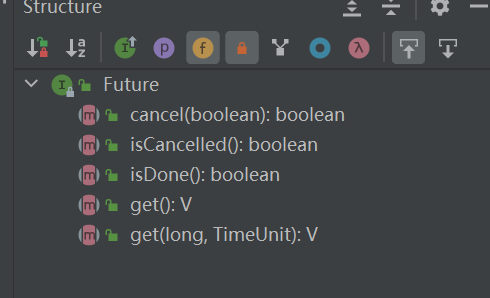 Structure
Future
cancel(boolean): boolean
isCancelled(): boolean
isDone(): boolean
get(): V
get(long, TimeUnit): V